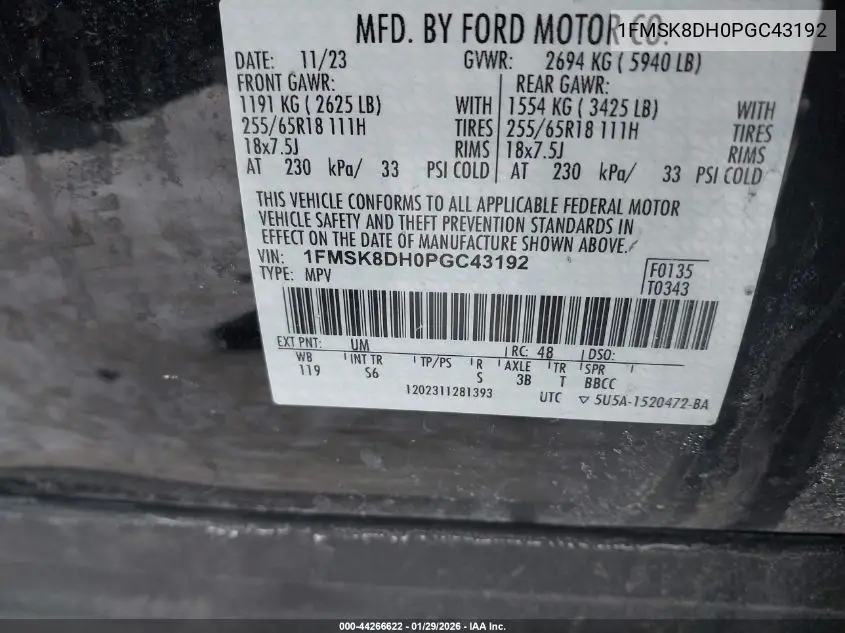 1FMSK8DH0PGC43192
MFD. BY FORD MOTOR CO.
DATE: 11/23 GVWR: 2694 KG ( 5940 LB)
FRONT GAWR: REAR GAWR:
1191 KG ( 2625 LB) WITH 1554 KG ( 3425 LB) WITH
255/65R18 111H TIRES 255/65R18 111H TIRES
18x7.5J RIMS 18x7.5J RIMS
AT 230 kPa/ 33 PSI COLD AT 230 kPa/ 33 PSI COLD
THIS VEHICLE CONFORMS TO ALL APPLICABLE FEDERAL MOTOR
VEHICLE SAFETY AND THEFT PREVENTION STANDARDS IN
EFFECT ON THE DATE OF MANUFACTURE SHOWN ABOVE.
VIN: 1FMSK8DH0PGC43192
TYPE: MPV
F0135
T0343
EXT PNT: UM RC: 48 DSO:
WB INT TR TP/PS R AXLE TR SPR
119 S6 S 3B T BBCC
1202311281393 UTC ▽ 5U5A-1520472-BA
000-44266622 - 01/29/2026 - IAA Inc.